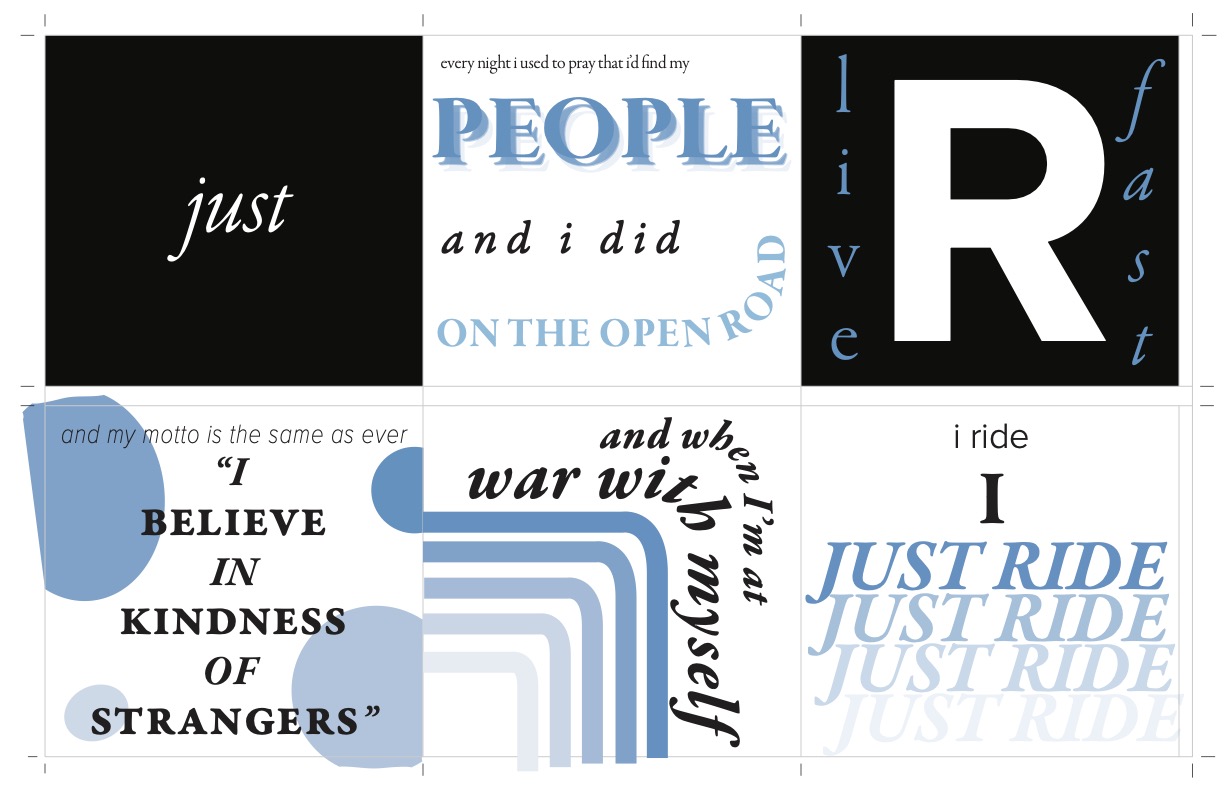 just
every night i used to pray that i'd find my
PEOPLE
and i did
ON THE OPEN ROAD
live
R
fast
and my motto is the same as ever
“I
BELIEVE
IN
KINDNESS
OF
STRANGERS”
and when I'm at
war with myself
i ride
I
JUST RIDE
JUST RIDE
JUST RIDE
JUST RIDE